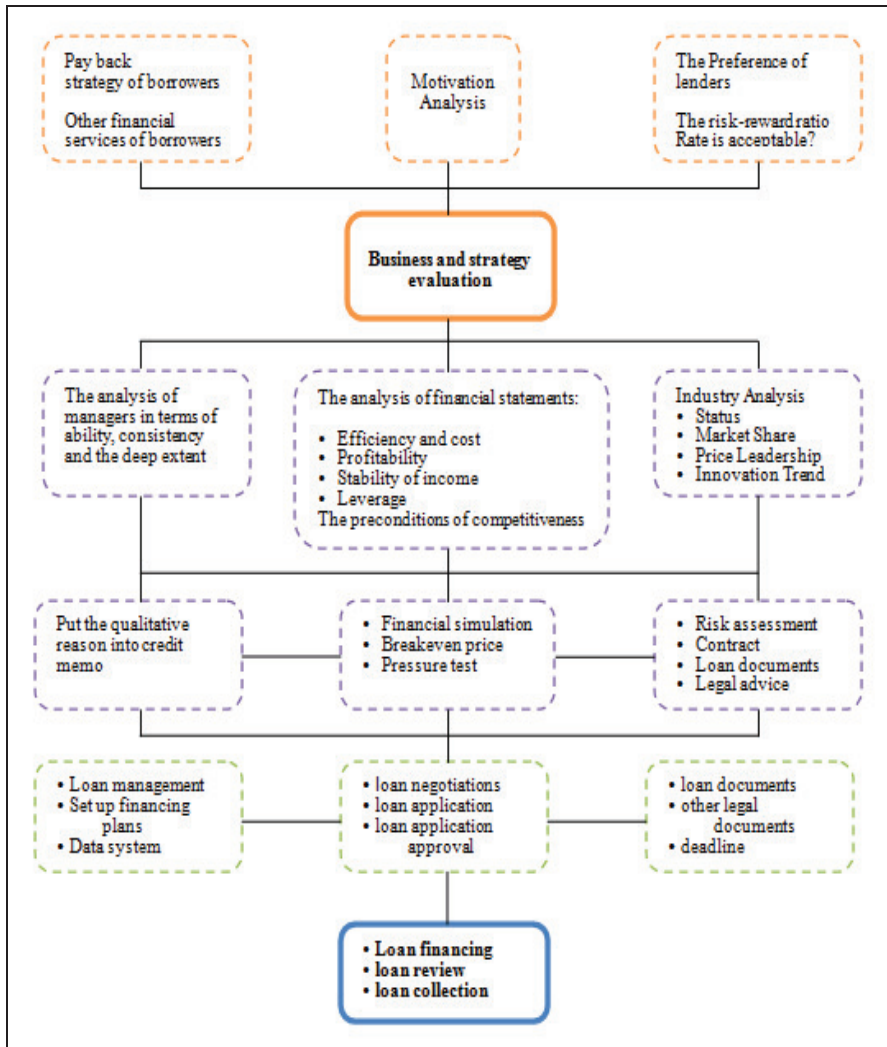 Pay back
strategy of borrowers
Other financial
services of borrowers
Motivation
Analysis
The Preference of
lenders
The risk-reward ratio
Rate is acceptable?
Business and strategy
evaluation
The analysis of
managers in terms of
ability, consistency
and the deep extent
The analysis of financial statements:
• Efficiency and cost
• Profitability
• Stability of income
• Leverage
The preconditions of competitiveness
Industry Analysis
• Status
• Market Share
• Price Leadership
• Innovation Trend
Put the qualitative
reason into credit
memo
• Financial simulation
• Breakeven price
• Pressure test
• Risk assessment
• Contract
• Loan documents
• Legal advice
• Loan management
• Set up financing
plans
• Data system
• loan negotiations
• loan application
• loan application
approval
• loan documents
• other legal
documents
• deadline
• Loan financing
• loan review
• loan collection